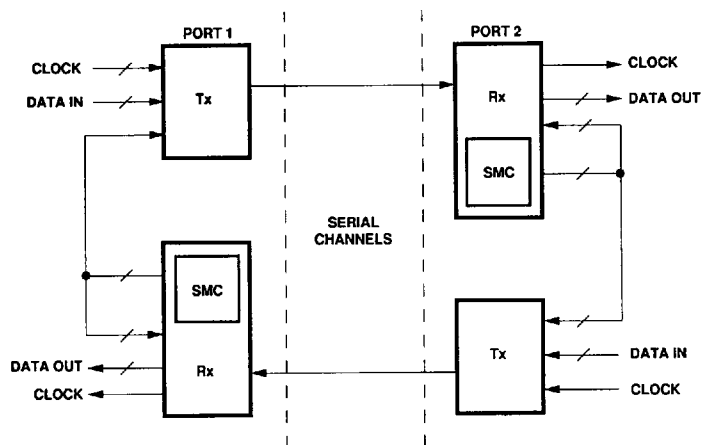 PORT 1
PORT 2
CLOCK
DATA IN
Tx
Rx
CLOCK
DATA OUT
SMC
SERIAL
CHANNELS
SMC
Rx
DATA OUT
CLOCK
Tx
DATA IN
CLOCK